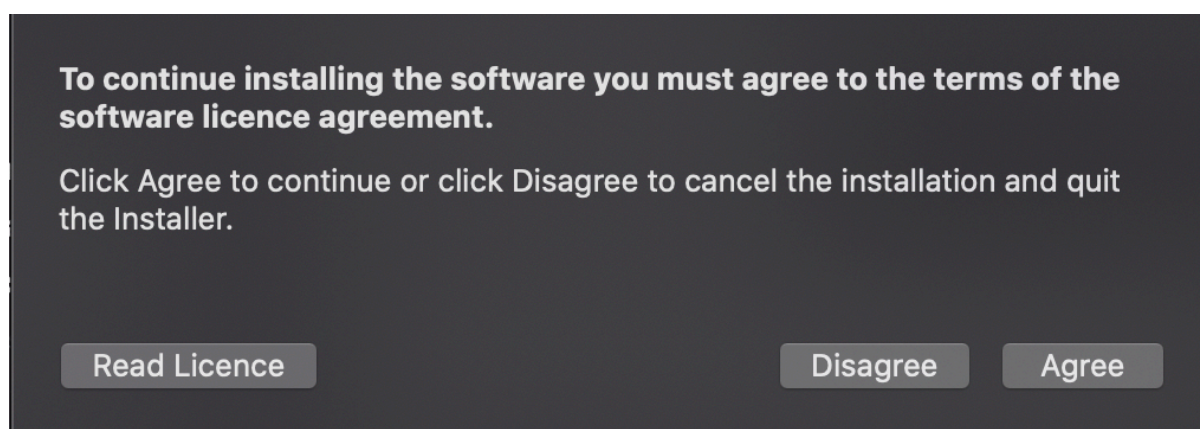 To continue installing the software you must agree to the terms of the
software licence agreement.
Click Agree to continue or click Disagree to cancel the installation and quit
the Installer.
Read Licence
Disagree
Agree